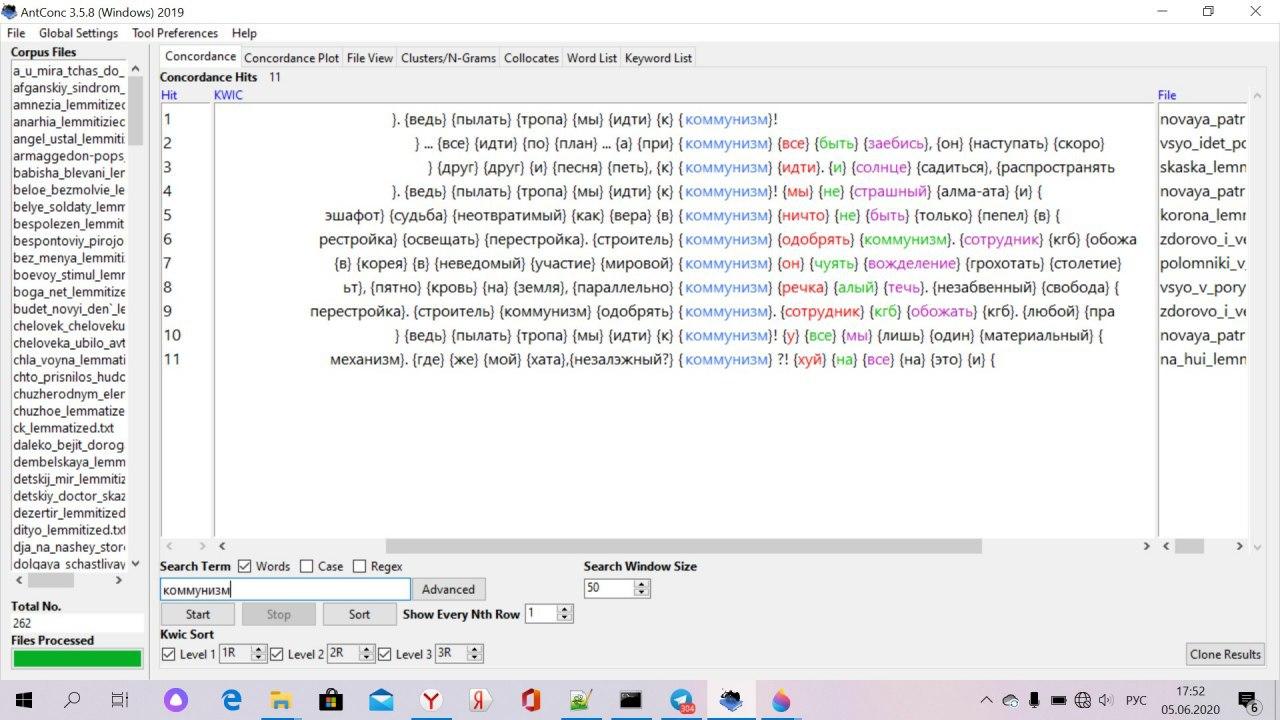 AntConc 3.5.8 (Windows) 2019
File Global Settings Tool Preferences Help
Corpus Files
a_u_mira_tchas_do_
afganskiy_sindrom_
amnezia_lemmitizied
anarhia_lemmitizied
angel_ustal_lemmiti
armaggedon-pops_
babisha_blevani_ler
beloe_bezmolvie_le
belye_soldaty_lemm
bespolezen_lemmiti
bespontoviy_pirojo
bez_menya_lemmiti
boevoy_stimul_lemr
boga_net_lemmitize
budet_novyi_den`_le
chelovek_cheloveku
cheloveka_ubilo_avt
chla_voyna_lemmati
chto_prisnilos_hudo
chuzherodnym_eler
chuzhoe_lemmatize
ck_lemmatized.txt
daleko_bejit_dorog
dembelskaya_lemm
detskij_mir_lemmitiz
detskiy_doctor_skaz
dezertir_lemmitized
dityo_lemmitized.txt
dja_na_nashey_stor
dolgaya schastlivay
Total No.
262
Files Processed
Concordance Concordance Plot File View Clusters/N-Grams Collocates Word List Keyword List
Concordance Hits 11
Hit KWIC File
1 }. {ведь} {пылать} {тропа} {мы} {идти} {к} {коммунизм}! novaya_patr
2 } ... {все} {идти} {по} {план} ... {а} {при} {коммунизм} {все} {быть} {заебись}, {он} {наступать} {скоро} vsyo_idet_po
3 } {друг} {друг} {и} {песня} {петь}, {к} {коммунизм} {идти}. {и} {солнце} {садиться}, {распространять skaska_lemm
4 }. {ведь} {пылать} {тропа} {мы} {идти} {к} {коммунизм}! {мы} {не} {страшный} {алма-ата} {и} { novaya_patr
5 эшафот} {судьба} {неотвратимый} {как} {вера} {в} {коммунизм} {ничто} {не} {быть} {только} {пепел} {в} { korona_lemr
6 рестройка} {освещать} {перестройка}. {строитель} {коммунизм} {одобрять} {коммунизм}. {сотрудник} {кгб} {обожа zdorovo_i_ve
7 {в} {корея} {в} {неведомый} {участие} {мировой} {коммунизм} {он} {чуять} {вожделение} {грохотать} {столетие} polomniki_v_
8 ьт}, {пятно} {кровь} {на} {земля}, {параллельно} {коммунизм} {речка} {алый} {течь}. {незабвенный} {свобода} { vsyo_v_pory
9 перестройка}. {строитель} {коммунизм} {одобрять} {коммунизм}. {сотрудник} {кгб} {обожать} {кгб}. {любой} {пра zdorovo_i_ve
10 } {ведь} {пылать} {тропа} {мы} {идти} {к} {коммунизм}! {у} {все} {мы} {лишь} {один} {материальный} { novaya_patr
11 механизм}. {где} {же} {мой} {хата},{незалэжный?} {коммунизм} ?! {хуй} {на} {все} {на} {это} {и} { na_hui_lemn
Search Term Words Case Regex Search Window Size
коммунизм Advanced 50
Start Stop Sort Show Every Nth Row 1
Kwic Sort
Level 1 1R Level 2 2R Level 3 3R Clone Results
304 РУС 17:52
05.06.2020 6